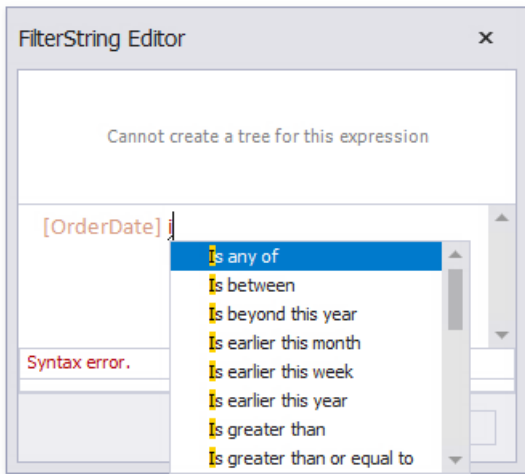 FilterString Editor
Cannot create a tree for this expression
[OrderDate] i
Is any of
Is between
Is beyond this year
Is earlier this month
Is earlier this week
Is earlier this year
Is greater than
Is greater than or equal to
Syntax error.